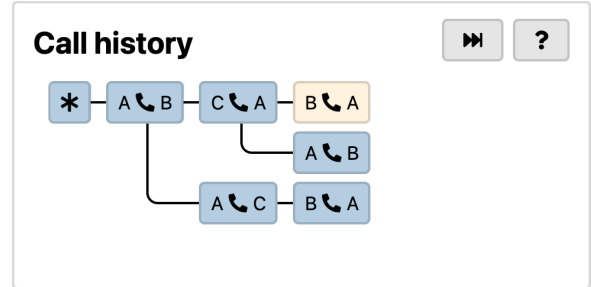 Call history
?
* A B C A B A
A B
A C B A